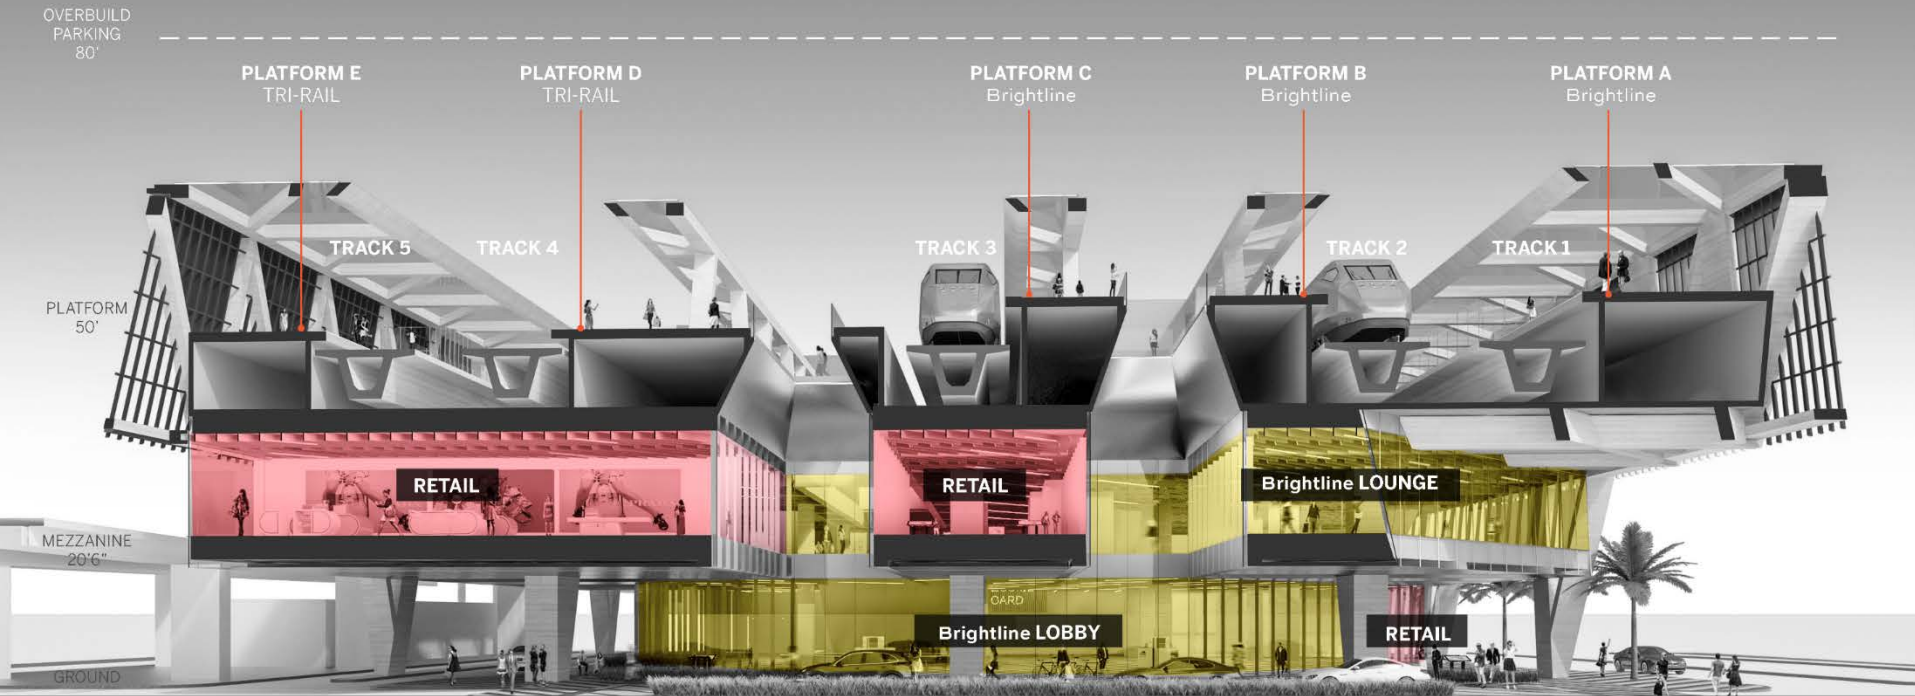 OVERBUILD
PARKING
80'
PLATFORM E
TRI-RAIL
PLATFORM D
TRI-RAIL
PLATFORM C
Brightline
PLATFORM B
Brightline
PLATFORM A
Brightline
TRACK 5
TRACK 4
TRACK 3
TRACK 2
TRACK 1
PLATFORM
50'
RETAIL
RETAIL
Brightline LOUNGE
MEZZANINE
20'6"
OARD
Brightline LOBBY
RETAIL
GROUND